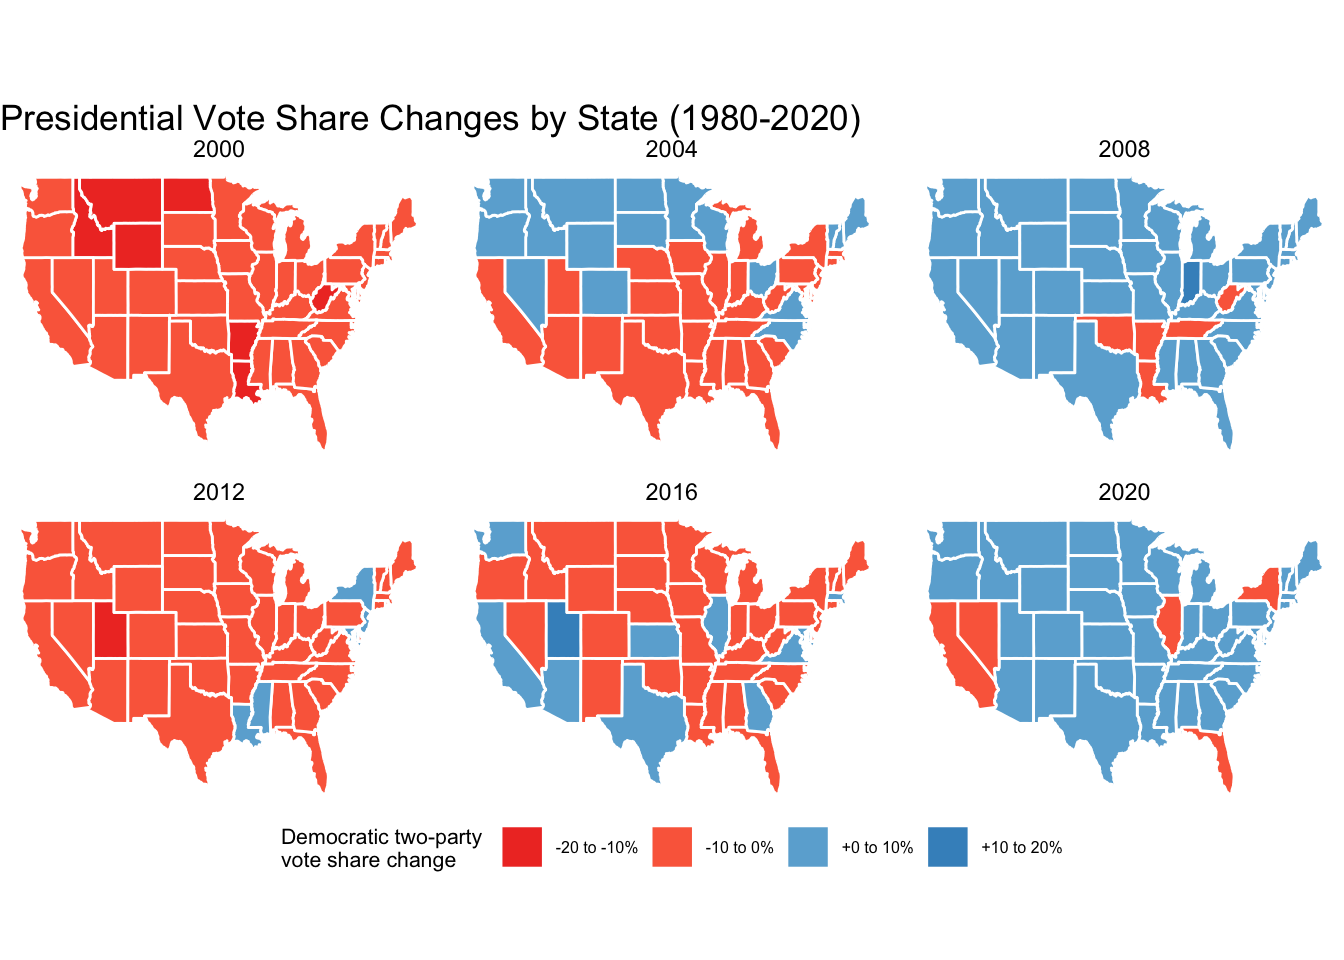 Presidential Vote Share Changes by State (1980-2020)
2000
2004
2008
2012
2016
2020
Democratic two-party
vote share change
-20 to -10%
-10 to 0%
+0 to 10%
+10 to 20%